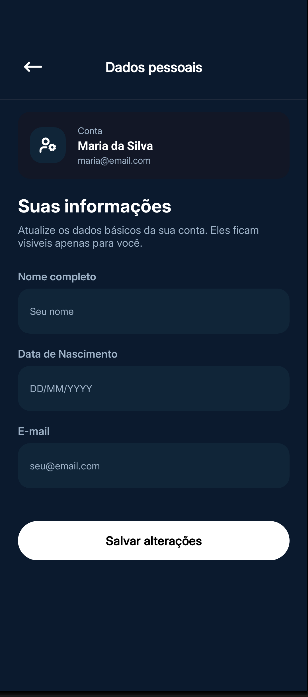 Dados pessoais
Conta
Maria da Silva
maria@email.com
Suas informações
Atualize os dados básicos da sua conta. Eles ficam
visíveis apenas para você.
Nome completo
Seu nome
Data de Nascimento
DD/MM/YYYY
E-mail
seu@email.com
Salvar alterações